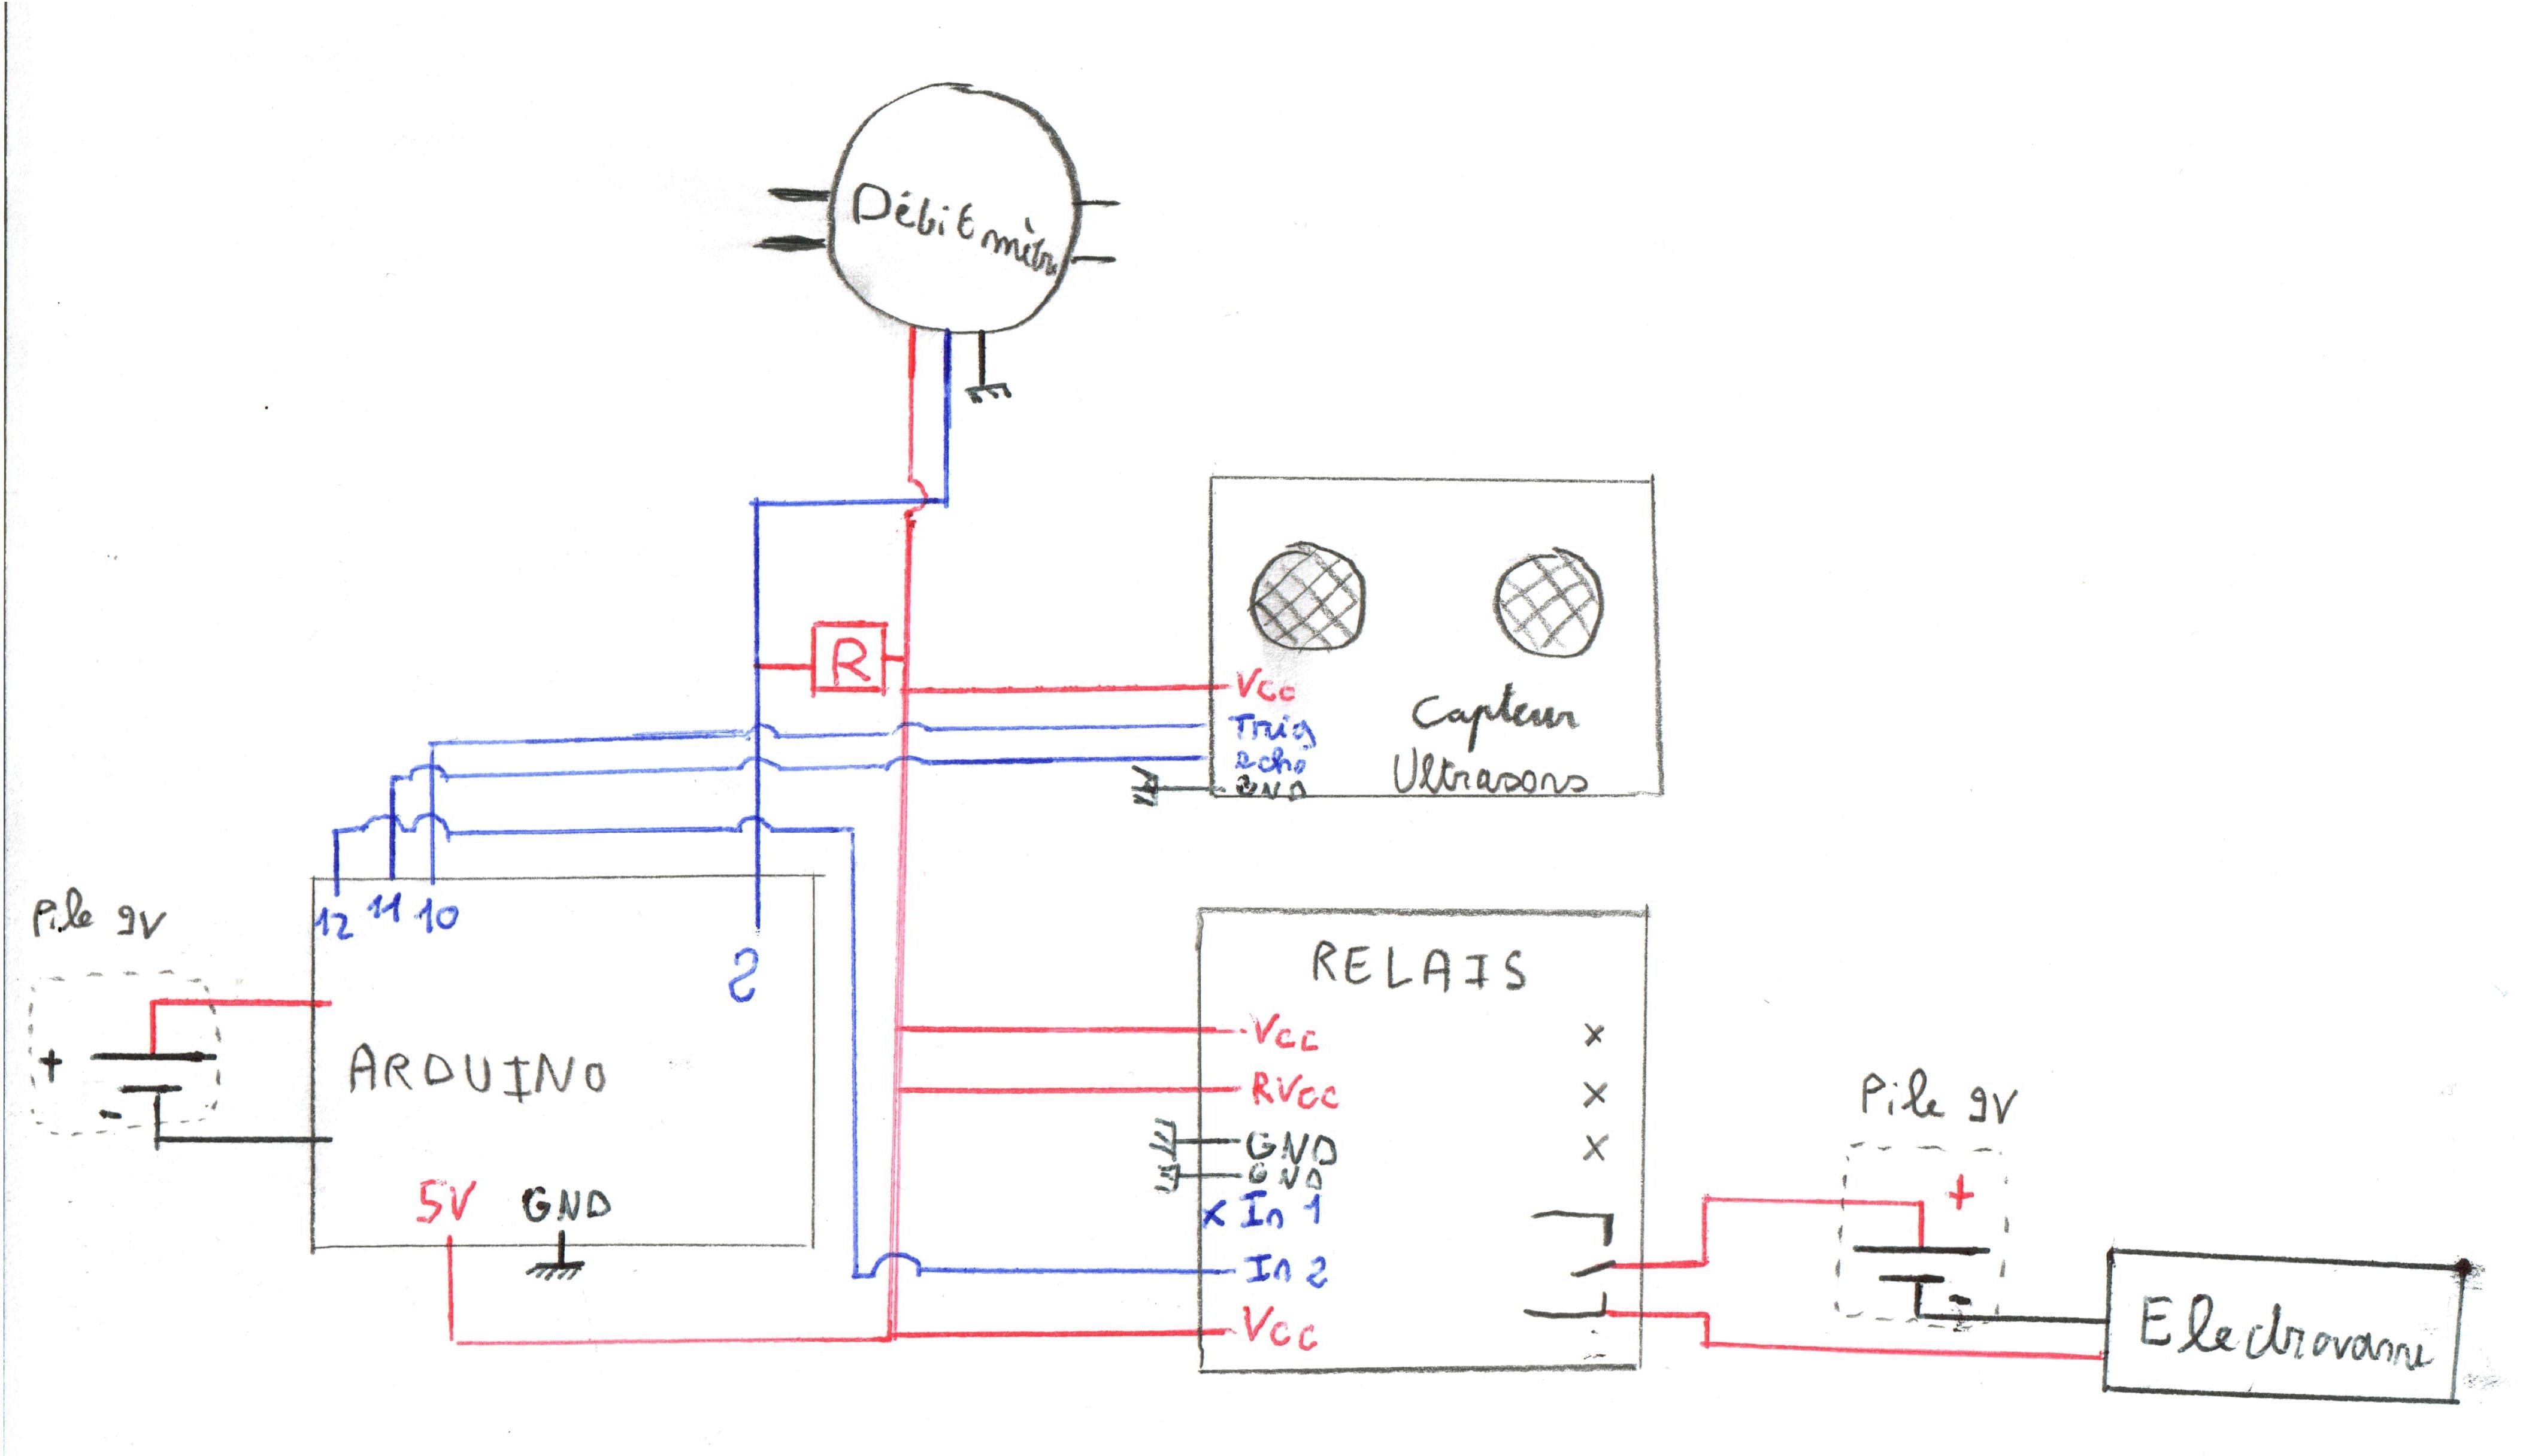 Débitmètre
R
Vcc
Trig
echo
GND
Capteur
Ultrasons
Pile 9V
12 11 10
2
+
-
ARDUINO
5V GND
RELAIS
Vcc
RVcc
GND
GND
x In 1
In 2
Vcc
x
x
x
Pile 9V
+
-
Electrovanne